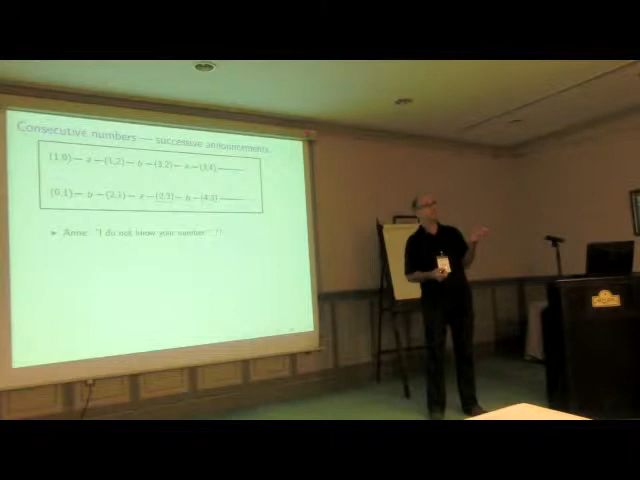 Consecutive numbers — successive announcements
(1,0)— a —(1,2)— b —(3,2)— a —(3,4)———
(0,1)— b —(2,1)— a —(2,3)— b —(4,3)———
▸ Anne: "I do not know your number."